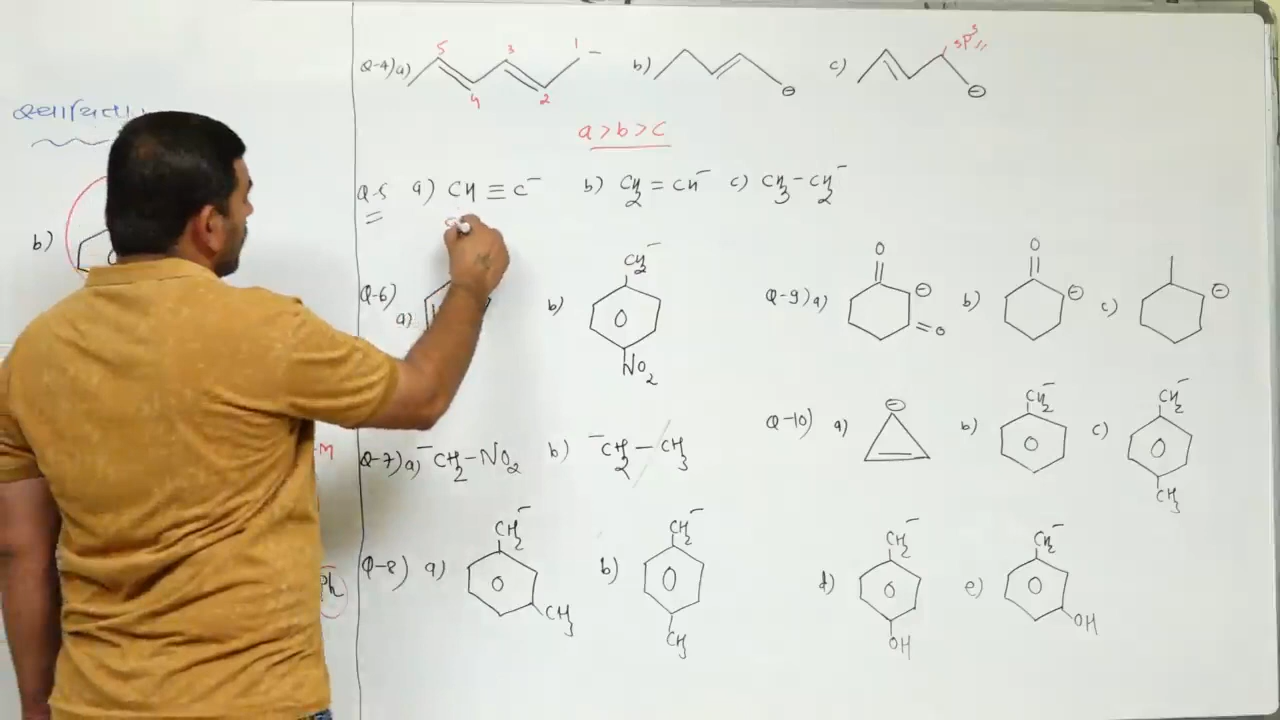 b)
Q-4) a) 5 4 3 2 1 − b) ⊖ c) sp³ ⊖
a > b > c
Q-5 a) CH ≡ C⁻ b) CH₂ = CH⁻ c) CH₃ − CH₂⁻
Q-6) a) b) CH₂⁻ NO₂
Q-7) a) ⁻CH₂ − NO₂ b) ⁻CH₂ − CH₃
-M
Q-8) a) CH₂⁻ CH₃ b) CH₂⁻ CH₃
Ph
Q-9) a) O ⊖ O b) O ⊖ c) ⊖
Q-10) a) ⊖ b) CH₂⁻ c) CH₂⁻ CH₃
d) CH₂⁻ OH e) CH₂⁻ OH